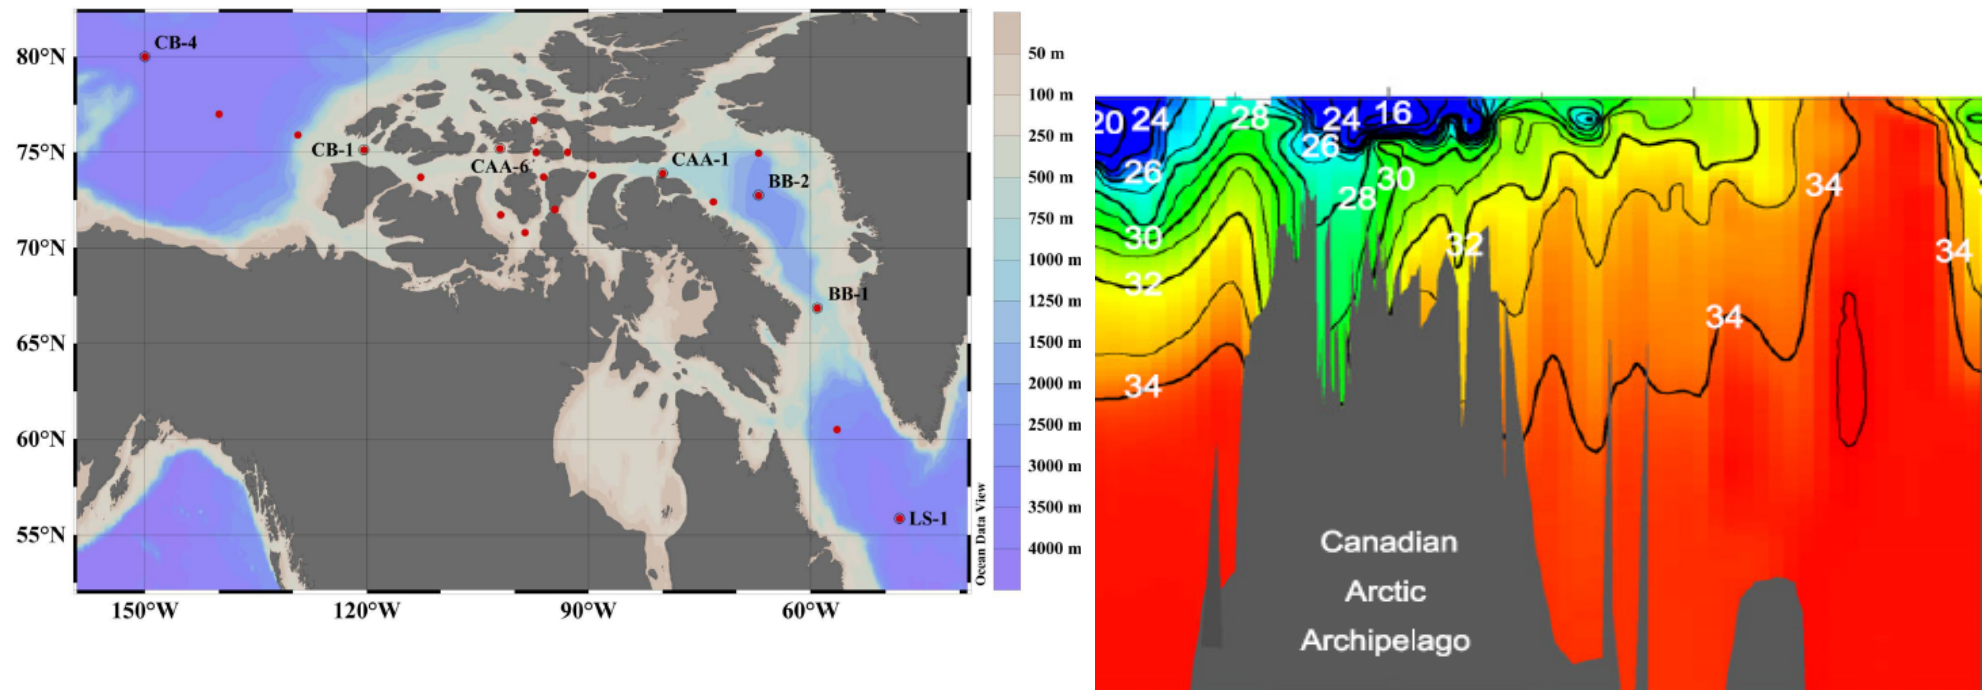 80°N
75°N
70°N
65°N
60°N
55°N
150°W
120°W
90°W
60°W
CB-4
CB-1
CAA-6
CAA-1
BB-2
BB-1
LS-1
Ocean Data View
50 m
100 m
250 m
500 m
750 m
1000 m
1250 m
1500 m
2000 m
2500 m
3000 m
3500 m
4000 m
20 24 28 24 16
26 26
28 30 34
30 32 34
32
34 34
Canadian
Arctic
Archipelago